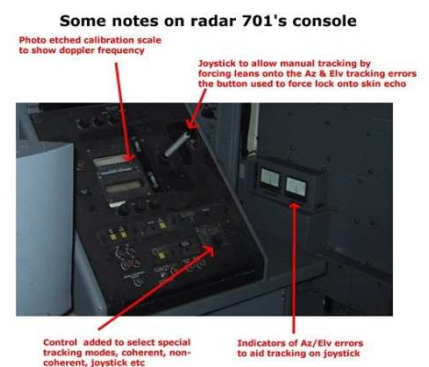 Some notes on radar 701's console
Photo etched calibration scale
to show doppler frequency
Joystick to allow manual tracking by
forcing leans onto the Az & Elv tracking errors
the button used to force lock onto skin echo
Control added to select special
tracking modes, coherent, non-
coherent, joystick etc
Indicators of Az/Elv errors
to aid tracking on joystick